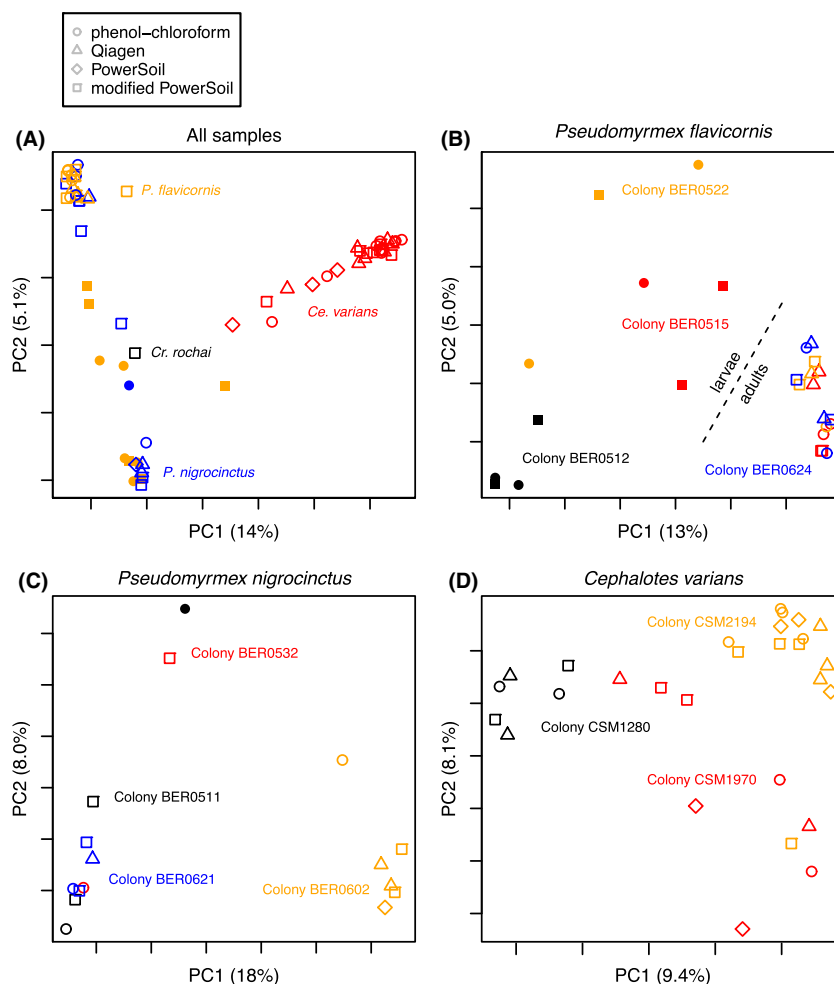 phenol−chloroform
Qiagen
PowerSoil
modified PowerSoil
(A)
All samples
P. flavicornis
Ce. varians
Cr. rochai
P. nigrocinctus
PC2 (5.1%)
PC1 (14%)
(B)
Pseudomyrmex flavicornis
Colony BER0522
Colony BER0515
larvae
adults
Colony BER0512
Colony BER0624
PC2 (5.0%)
PC1 (13%)
(C)
Pseudomyrmex nigrocinctus
Colony BER0532
Colony BER0511
Colony BER0621
Colony BER0602
PC2 (8.0%)
PC1 (18%)
(D)
Cephalotes varians
Colony CSM2194
Colony CSM1280
Colony CSM1970
PC2 (8.1%)
PC1 (9.4%)